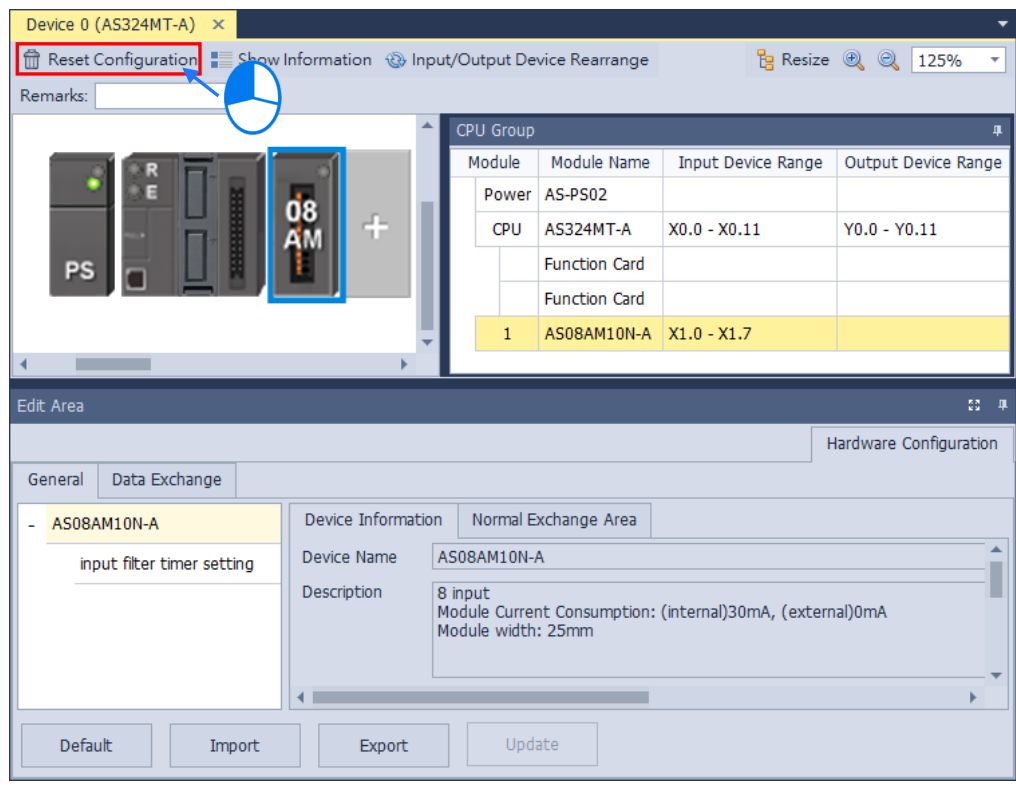 Device 0 (AS324MT-A)
Reset Configuration Show Information Input/Output Device Rearrange Resize 125%
Remarks:
PS
R
E
08
AM
CPU Group
Module Module Name Input Device Range Output Device Range
Power AS-PS02
CPU AS324MT-A X0.0 - X0.11 Y0.0 - Y0.11
Function Card
Function Card
1 AS08AM10N-A X1.0 - X1.7
Edit Area
Hardware Configuration
General Data Exchange
- AS08AM10N-A
input filter timer setting
Device Information Normal Exchange Area
Device Name AS08AM10N-A
Description 8 input
Module Current Consumption: (internal)30mA, (external)0mA
Module width: 25mm
Default Import Export Update